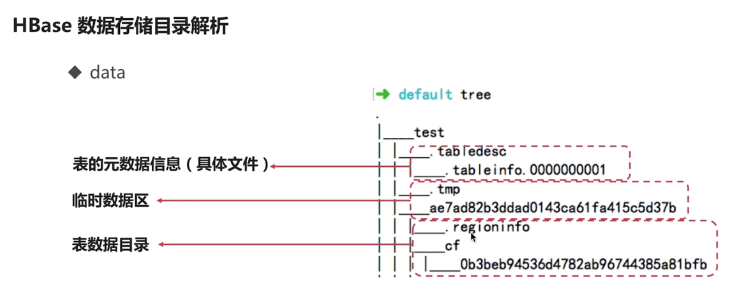 HBase 数据存储目录解析
◆ data
➜ default tree
.
|____test
| |____.tabledesc
表的元数据信息（具体文件） | | |____.tableinfo.0000000001
| |____.tmp
临时数据区 | |____ae7ad82b3ddad0143ca61fa415c5d37b
| | |____.regioninfo
表数据目录 | | |____cf
| | | |____0b3beb94536d4782ab96744385a81bfb